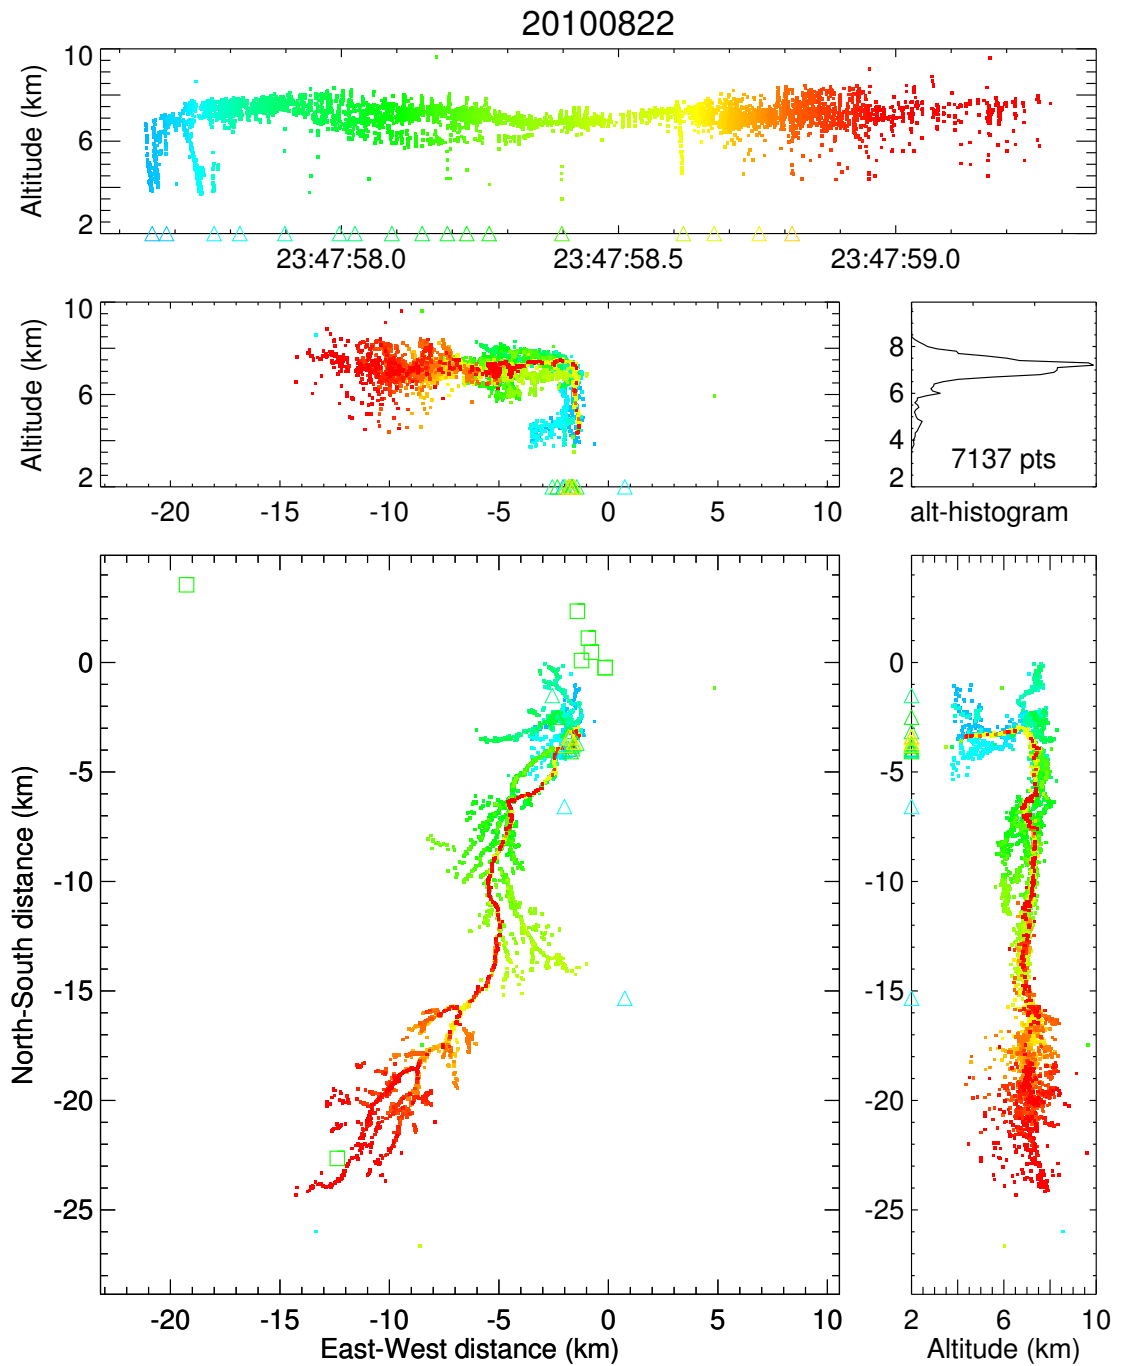 20100822
Altitude (km)
10
6
2
23:47:58.0 23:47:58.5 23:47:59.0
Altitude (km)
10
6
2
-20 -15 -10 -5 0 5 10
8
6
4
2
7137 pts
alt-histogram
North-South distance (km)
0
-5
-10
-15
-20
-25
-20 -15 -10 -5 0 5 10
East-West distance (km)
0
-5
-10
-15
-20
-25
2 6 10
Altitude (km)